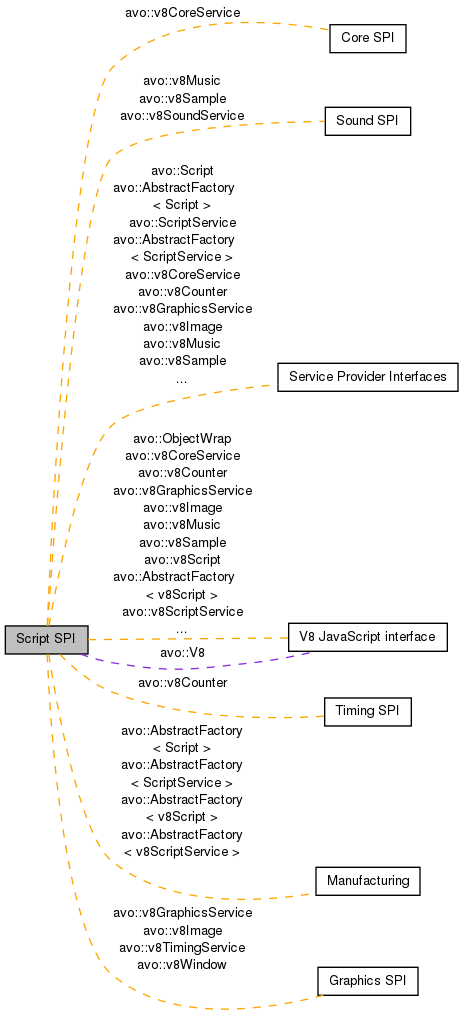 avo::v8CoreService
Core SPI
avo::v8Music
avo::v8Sample
avo::v8SoundService
Sound SPI
avo::Script
avo::AbstractFactory
< Script >
avo::ScriptService
avo::AbstractFactory
< ScriptService >
avo::v8CoreService
avo::v8Counter
avo::v8GraphicsService
avo::v8Image
avo::v8Music
avo::v8Sample
...
Service Provider Interfaces
avo::ObjectWrap
avo::v8CoreService
avo::v8Counter
avo::v8GraphicsService
avo::v8Image
avo::v8Music
avo::v8Sample
avo::v8Script
avo::AbstractFactory
< v8Script >
avo::v8ScriptService
...
Script SPI
V8 JavaScript interface
avo::V8
avo::v8Counter
Timing SPI
avo::AbstractFactory
< Script >
avo::AbstractFactory
< ScriptService >
avo::AbstractFactory
< v8Script >
avo::AbstractFactory
< v8ScriptService >
Manufacturing
avo::v8GraphicsService
avo::v8Image
avo::v8TimingService
avo::v8Window
Graphics SPI